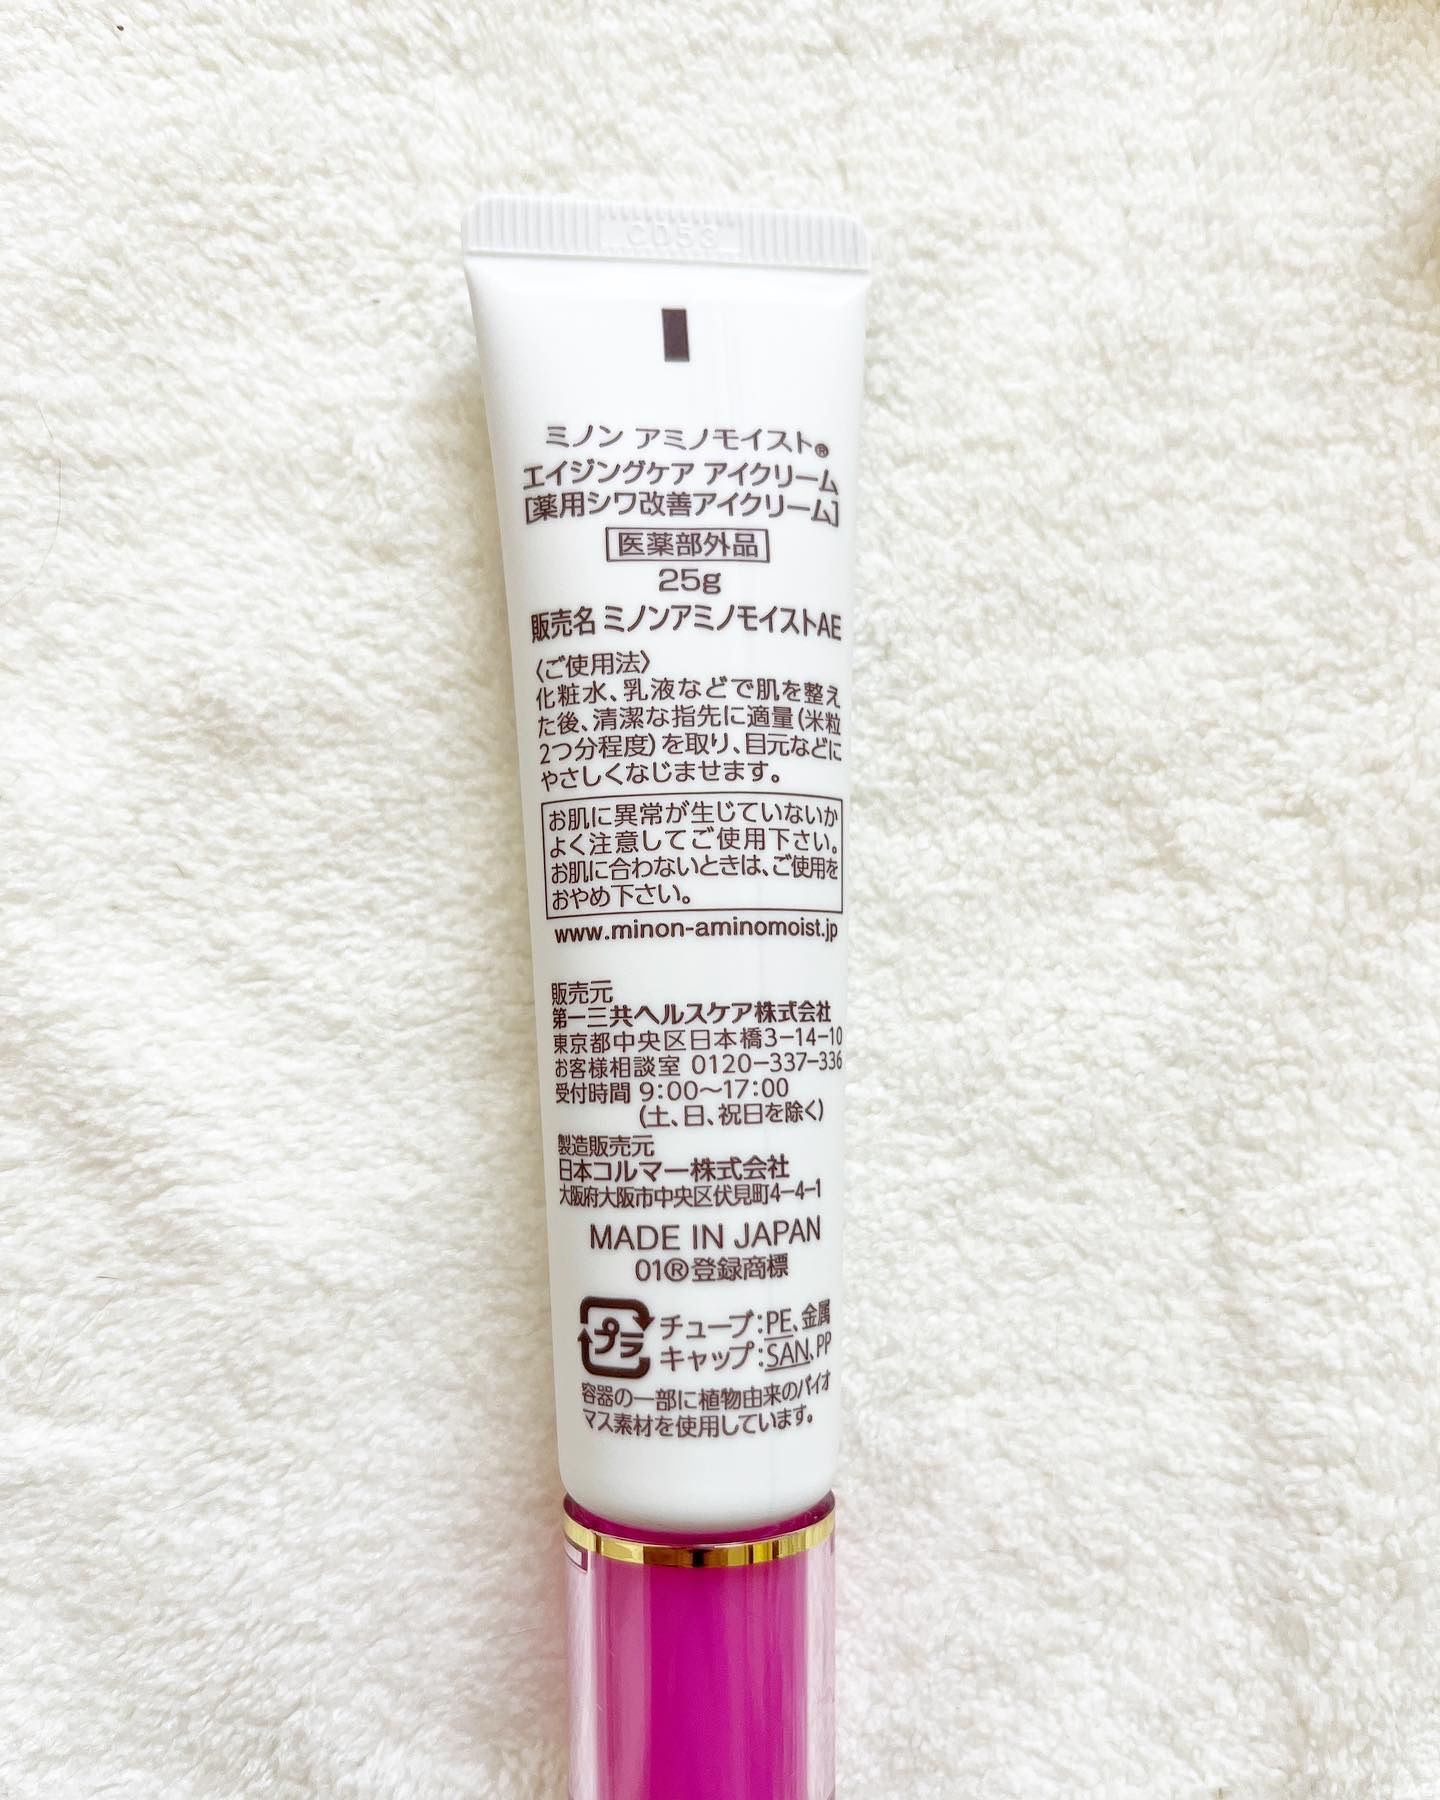 CD53
ミノン アミノモイスト®
エイジングケア アイクリーム
[薬用シワ改善アイクリーム]
医薬部外品
25g
販売名 ミノンアミノモイストAE
〈ご使用法〉
化粧水、乳液などで肌を整え
た後、清潔な指先に適量(米粒
2つ分程度)を取り、目元などに
やさしくなじませます。
お肌に異常が生じていないか
よく注意してご使用下さい。
お肌に合わないときは、ご使用を
おやめ下さい。
www.minon-aminomoist.jp
販売元
第一三共ヘルスケア株式会社
東京都中央区日本橋3-14-10
お客様相談室 0120-337-336
受付時間 9:00〜17:00
(土、日、祝日を除く)
製造販売元
日本コルマー株式会社
大阪府大阪市中央区伏見町4-4-1
MADE IN JAPAN
01®登録商標
プラ チューブ:PE、金属
キャップ:SAN、PP
容器の一部に植物由来のバイオ
マス素材を使用しています。